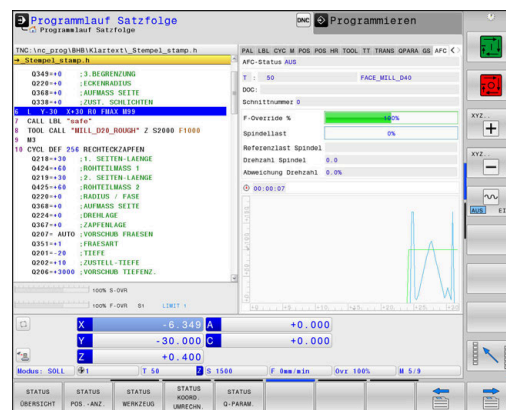 Programmlauf Satzfolge
Programmlauf Satzfolge
DNC
Programmieren
TNC:\nc_prog\BHB\Klartext\_Stempel_stamp.h
→_Stempel_stamp.h
Q349=+0 ;3.BEGRENZUNG
Q220=+0 ;ECKENRADIUS
Q368=+0 ;AUFMASS SEITE
Q338=+0 ;ZUST. SCHLICHTEN
6 L Y-30 X+30 R0 FMAX M99
7 CALL LBL "safe"
8 TOOL CALL "MILL_D20_ROUGH" Z S2000 F1000
9 M3
10 CYCL DEF 256 RECHTECKZAPFEN
Q218=+30 ;1. SEITEN-LAENGE
Q424=+60 ;ROHTEILMASS 1
Q219=+30 ;2. SEITEN-LAENGE
Q425=+60 ;ROHTEILMASS 2
Q220=+0 ;RADIUS / FASE
Q368=+0 ;AUFMASS SEITE
Q224=+0 ;DREHLAGE
Q367=+0 ;ZAPFENLAGE
Q207= AUTO ;VORSCHUB FRAESEN
Q351=+1 ;FRAESART
Q201=-20 ;TIEFE
Q202=+10 ;ZUSTELL-TIEFE
Q206=+3000 ;VORSCHUB TIEFENZ.
100% S-OVR
100% F-OVR S1 LIMIT 1
PAL LBL CYC M POS POS HR TOOL TT TRANS QPARA GS AFC
AFC-Status AUS
T : 50 FACE_MILL_D40
DOC:
Schnittnummer 0
F-Override % 100%
Spindellast 0%
Referenzlast Spindel
Drehzahl Spindel 0.0
Abweichung Drehzahl 0.0%
00:00:07
X -6.349 A +0.000
Y -30.000 C +0.000
Z +0.400
Modus: SOLL 1 T 50 Z S 1500 F 0mm/min Ovr 100% M 5/9
STATUS ÜBERSICHT
STATUS POS.-ANZ.
STATUS WERKZEUG
STATUS KOORD. UMRECHN.
STATUS Q-PARAM.
XYZ..
XYZ..
AUS